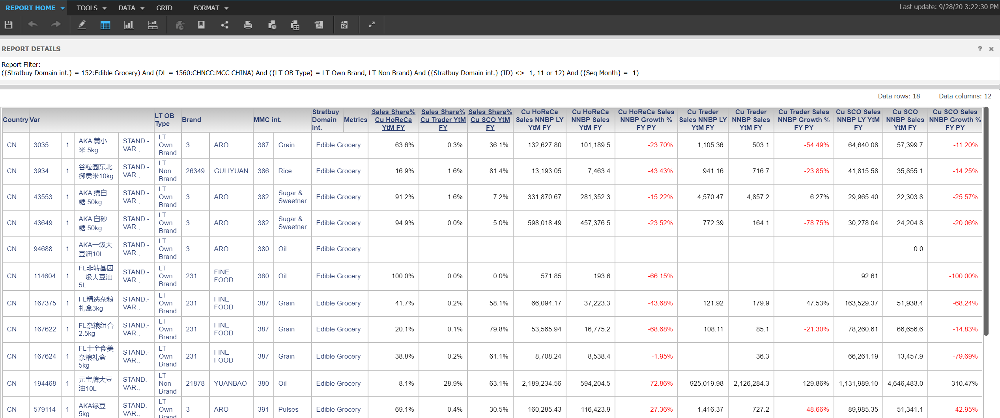 REPORT HOME TOOLS DATA GRID FORMAT Last update: 9/28/20 3:22:30 PM
REPORT DETAILS
Report Filter:
({Stratbuy Domain int.} = 152:Edible Grocery) And (DL = 1560:CHNCC:MCC CHINA) And ({LT OB Type} = LT Own Brand, LT Non Brand) And ({Stratbuy Domain int.} (ID) <> -1, 11 or 12) And ({Seq Month} = -1)
Data rows: 18 Data columns: 12
Country Var LT OB Type Brand MMC int. Stratbuy Domain int. Metrics Sales Share% Cu HoReCa YtM FY Sales Share% Cu Trader YtM FY Sales Share% Cu SCO YtM FY Cu HoReCa Sales NNBP LY YtM FY Cu HoReCa NNBP Sales YtM FY Cu HoReCa Sales NNBP Growth % FY PY Cu Trader Sales NNBP LY YtM FY Cu Trader NNBP Sales YtM FY Cu Trader Sales NNBP Growth % FY PY Cu SCO Sales NNBP LY YtM FY Cu SCO NNBP Sales YtM FY Cu SCO Sales NNBP Growth % FY PY
CN 3035 1 AKA 黄小米 5kg STAND.-VAR., LT Own Brand 3 ARO 387 Grain Edible Grocery 63.6% 0.3% 36.1% 132,627.80 101,189.5 -23.70% 1,105.36 503.1 -54.49% 64,640.08 57,399.7 -11.20%
CN 3934 1 谷粒园东北御贡米10kg STAND.-VAR., LT Non Brand 26349 GULIYUAN 386 Rice Edible Grocery 16.9% 1.6% 81.4% 13,193.05 7,463.4 -43.43% 941.16 716.7 -23.85% 41,815.58 35,855.1 -14.25%
CN 43553 1 AKA 绵白糖 50kg STAND.-VAR., LT Own Brand 3 ARO 382 Sugar & Sweetner Edible Grocery 91.2% 1.6% 7.2% 331,870.67 281,352.3 -15.22% 4,570.47 4,857.2 6.27% 29,965.40 22,303.8 -25.57%
CN 43649 1 AKA 白砂糖 50kg STAND.-VAR., LT Own Brand 3 ARO 382 Sugar & Sweetner Edible Grocery 94.9% 0.0% 5.0% 598,018.49 457,376.5 -23.52% 772.39 164.1 -78.75% 30,278.04 24,204.8 -20.06%
CN 94688 1 AKA一级大豆油10L STAND.-VAR., LT Own Brand 3 ARO 380 Oil Edible Grocery 0.0
CN 114604 1 FL非转基因一级大豆油5L STAND.-VAR., LT Own Brand 231 FINE FOOD 380 Oil Edible Grocery 100.0% 0.0% 0.0% 571.85 193.6 -66.15% 92.61 -100.00%
CN 167375 1 FL精选杂粮礼盒3kg STAND.-VAR., LT Own Brand 231 FINE FOOD 387 Grain Edible Grocery 41.7% 0.2% 58.1% 66,094.17 37,223.3 -43.68% 121.92 179.9 47.53% 163,529.37 51,938.4 -68.24%
CN 167622 1 FL杂粮组合2.5kg STAND.-VAR., LT Own Brand 231 FINE FOOD 387 Grain Edible Grocery 20.1% 0.1% 79.8% 53,565.94 16,775.2 -68.68% 108.11 85.1 -21.30% 78,260.61 66,656.6 -14.83%
CN 167624 1 FL十全食美杂粮礼盒5kg STAND.-VAR., LT Own Brand 231 FINE FOOD 387 Grain Edible Grocery 38.8% 0.2% 61.1% 8,708.24 8,538.4 -1.95% 36.3 66,261.19 13,457.9 -79.69%
CN 194468 1 元宝牌大豆油10L STAND.-VAR., LT Non Brand 21878 YUANBAO 380 Oil Edible Grocery 8.1% 28.9% 63.1% 2,189,234.56 594,204.5 -72.86% 925,019.98 2,126,284.3 129.86% 1,131,989.10 4,646,483.0 310.47%
CN 579114 1 AKA绿豆 5kg STAND.-VAR., LT Own Brand 3 ARO 391 Pulses Edible Grocery 69.1% 0.4% 30.5% 160,285.43 116,423.9 -27.36% 1,416.37 727.2 -48.66% 89,985.35 51,341.1 -42.95%